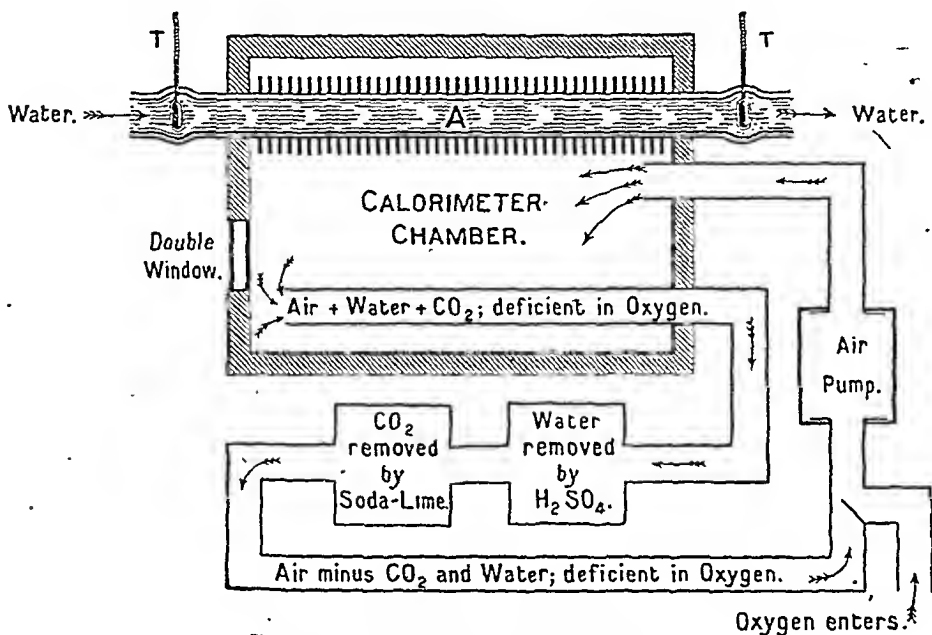 T
T
Water.
A
Water.
CALORIMETER-
CHAMBER.
Double
Window.
Air + Water + CO₂; deficient in Oxygen.
Air
Pump.
CO₂
removed
by
Soda-Lime.
Water
removed
by
H₂SO₄.
Air minus CO₂ and Water; deficient in Oxygen.
Oxygen enters.